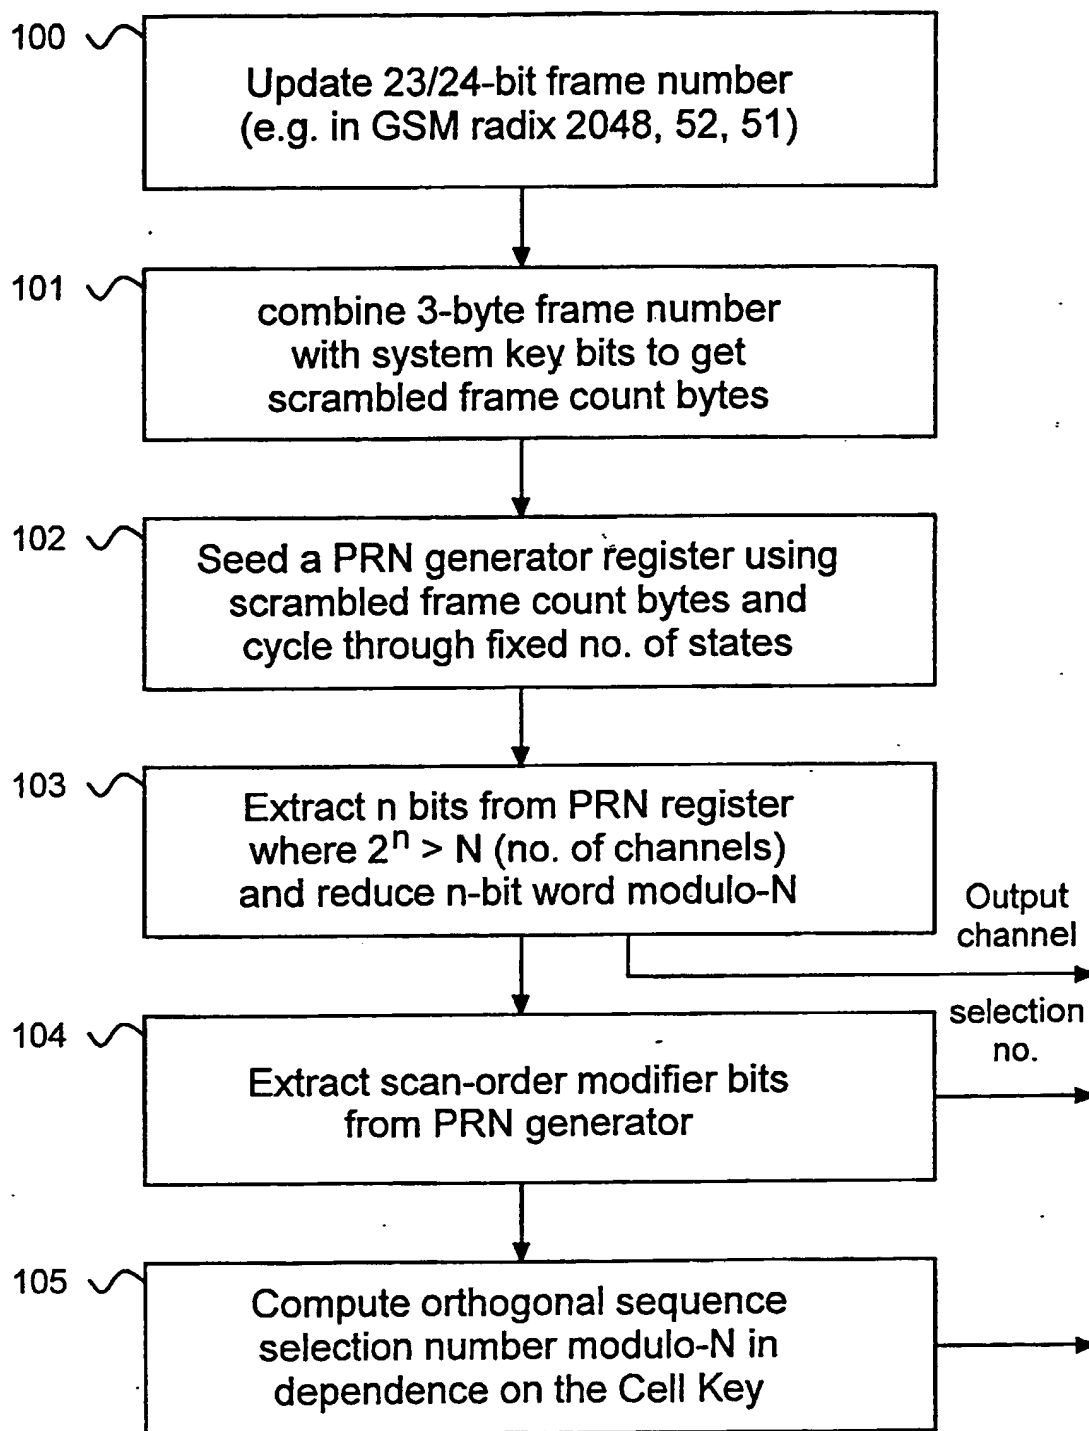 100
Update 23/24-bit frame number
(e.g. in GSM radix 2048, 52, 51)
101
combine 3-byte frame number
with system key bits to get
scrambled frame count bytes
102
Seed a PRN generator register using
scrambled frame count bytes and
cycle through fixed no. of states
103
Extract n bits from PRN register
where 2ⁿ > N (no. of channels)
and reduce n-bit word modulo-N
Output
channel
selection
no.
104
Extract scan-order modifier bits
from PRN generator
105
Compute orthogonal sequence
selection number modulo-N in
dependence on the Cell Key